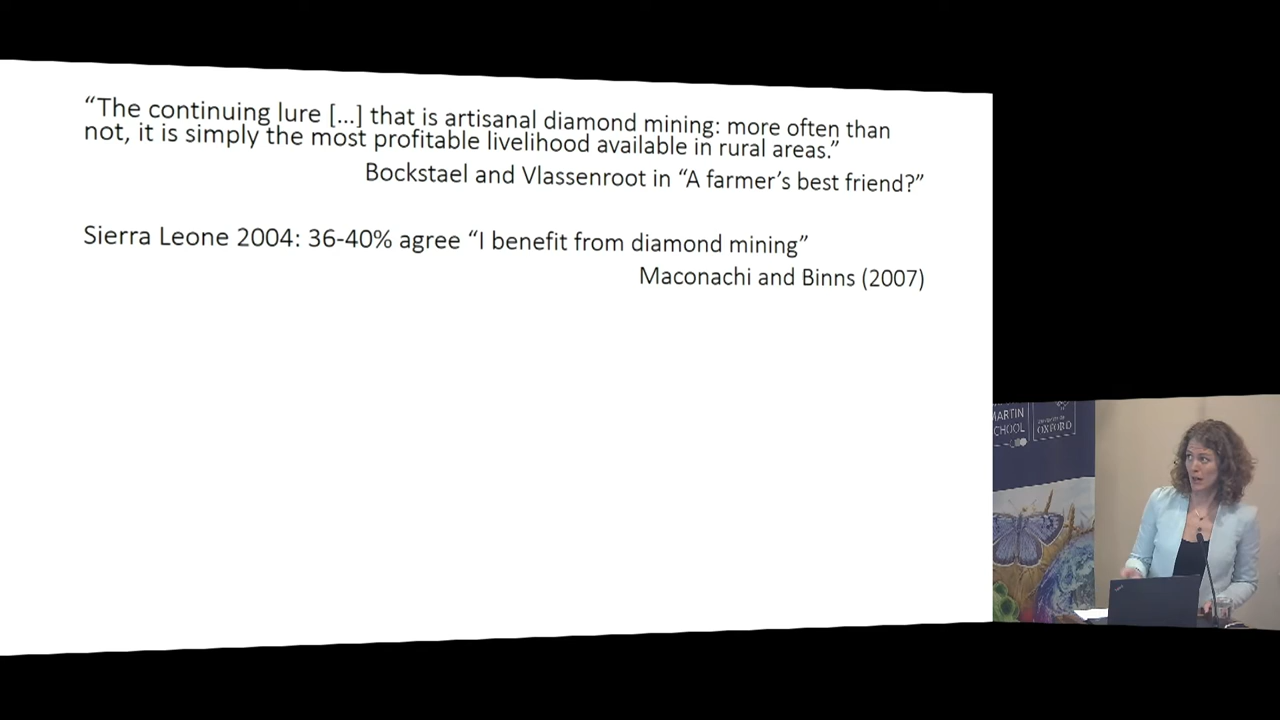 “The continuing lure [...] that is artisanal diamond mining: more often than
not, it is simply the most profitable livelihood available in rural areas.”
Bockstael and Vlassenroot in “A farmer’s best friend?”
Sierra Leone 2004: 36-40% agree “I benefit from diamond mining”
Maconachi and Binns (2007)
MARTIN
CHOOL
OXFORD